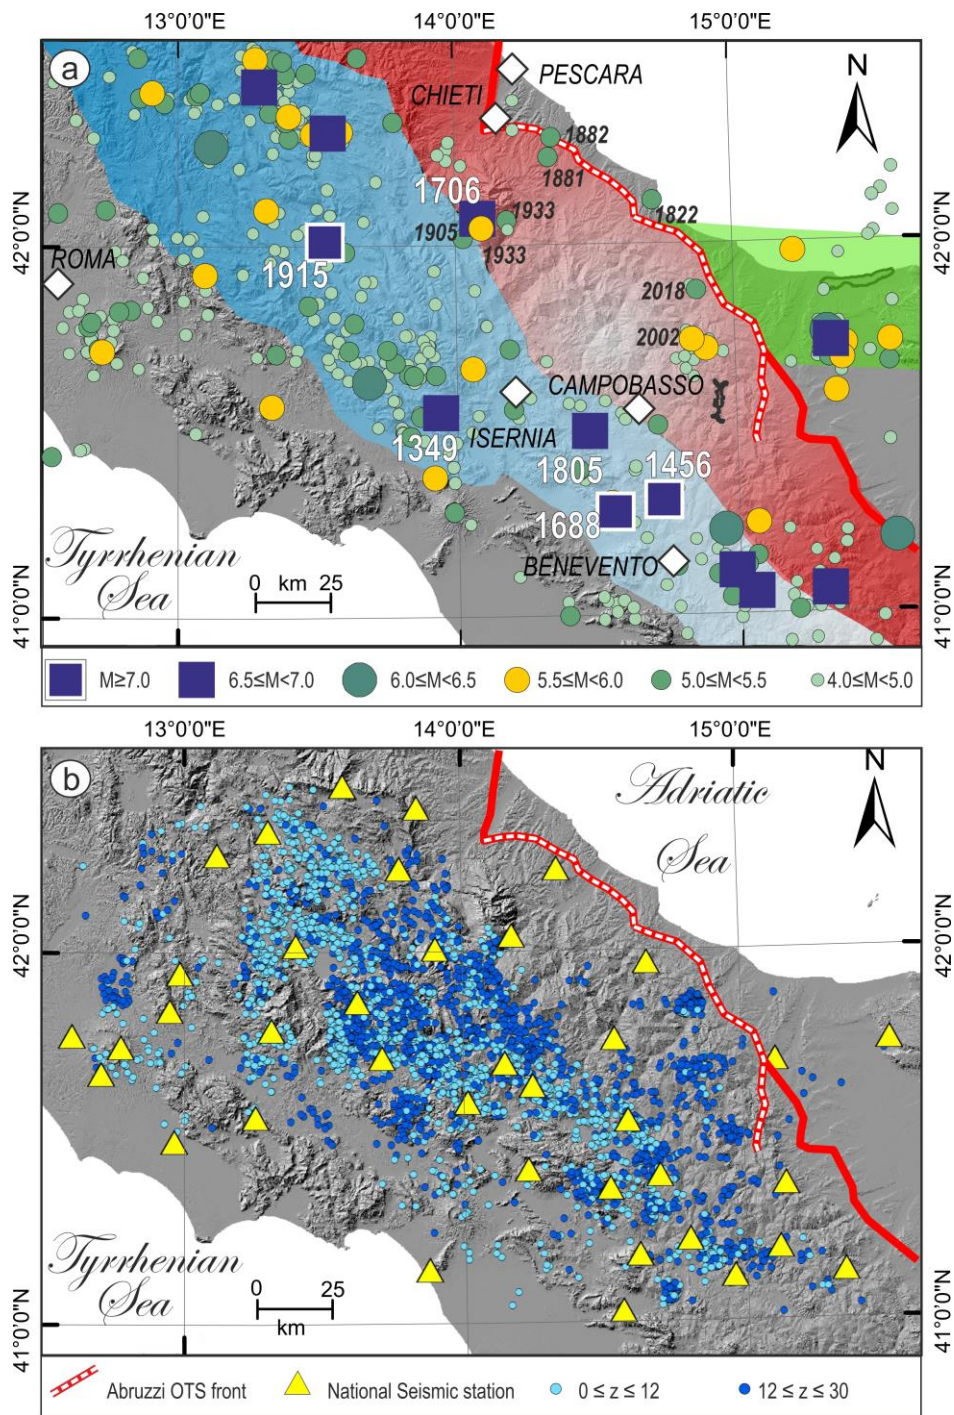 13°0'0"E 14°0'0"E 15°0'0"E
a
N
PESCARA
CHIETI
1882
1881
1706
1933
1822
1905
1933
42°0'0"N
42°0'0"N
ROMA
1915
2018
2002
CAMPOBASSO
ISERNIA
1349
1805
1456
1688
BENEVENTO
Tyrrhenian
Sea
0 km 25
41°0'0"N
41°0'0"N
M≥7.0 6.5≤M<7.0 6.0≤M<6.5 5.5≤M<6.0 5.0≤M<5.5 4.0≤M<5.0
13°0'0"E 14°0'0"E 15°0'0"E
b
N
Adriatic
Sea
42°0'0"N
42°0'0"N
Tyrrhenian
Sea
0 25
km
41°0'0"N
41°0'0"N
Abruzzi OTS front National Seismic station 0 ≤ z ≤ 12 12 ≤ z ≤ 30